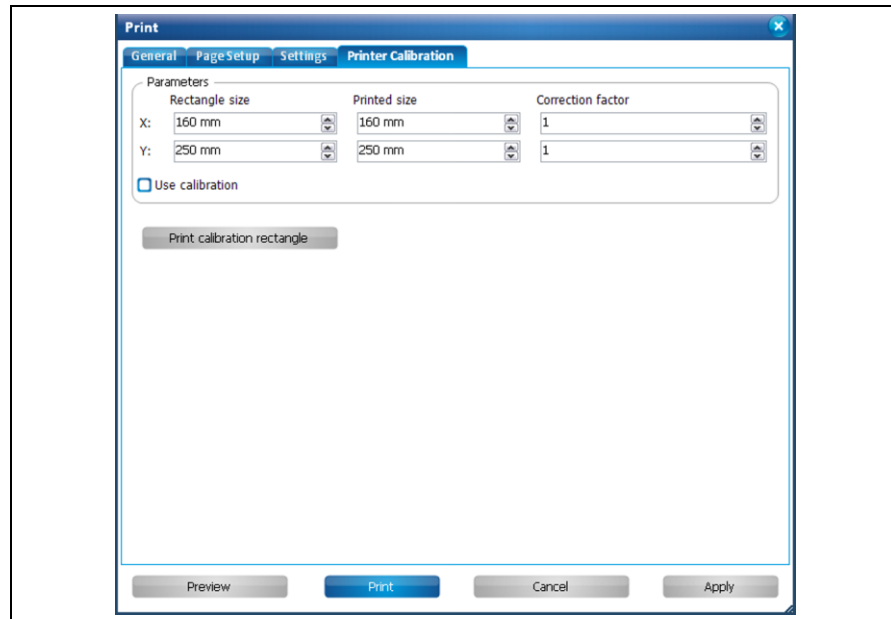 Print
General Page Setup Settings Printer Calibration
Parameters
Rectangle size Printed size Correction factor
X: 160 mm 160 mm 1
Y: 250 mm 250 mm 1
Use calibration
Print calibration rectangle
Preview Print Cancel Apply